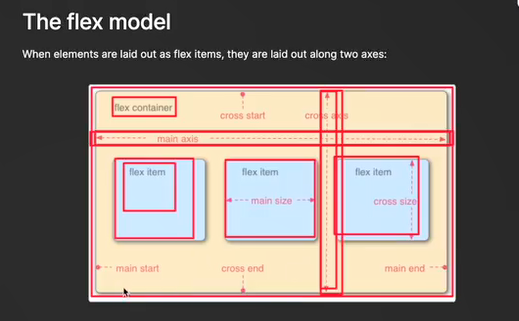 The flex model
When elements are laid out as flex items, they are laid out along two axes:
flex container
cross start
cross axis
main axis
flex item
flex item
flex item
main size
cross size
main start
cross end
main end